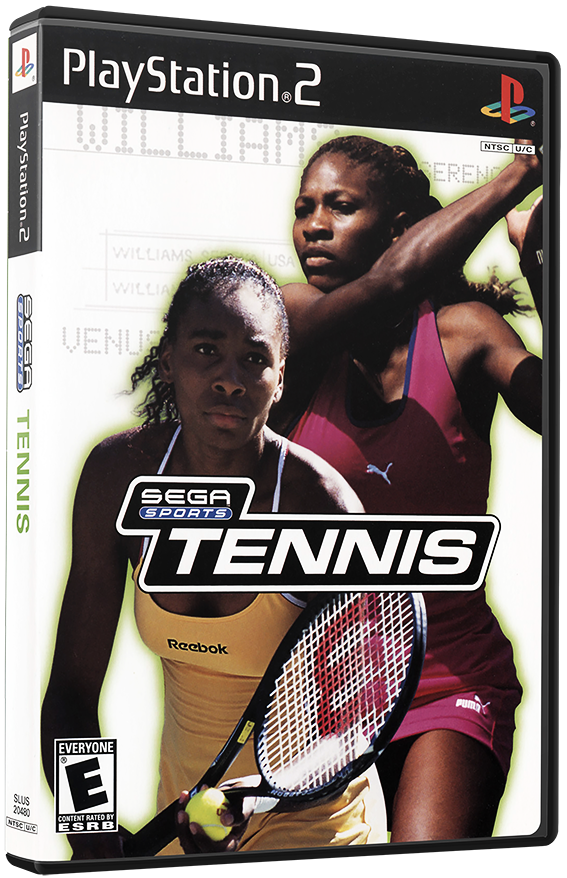 PlayStation®2
NTSC U/C
WILLIAMS
SERENA
WILLIAMS
USA
VENUS
SEGA
SPORTS
TENNIS
Reebok
PUMA
EVERYONE
E
CONTENT RATED BY
ESRB
PlayStation®2
SEGA
SPORTS
TENNIS
SLUS
20480
NTSC U/C